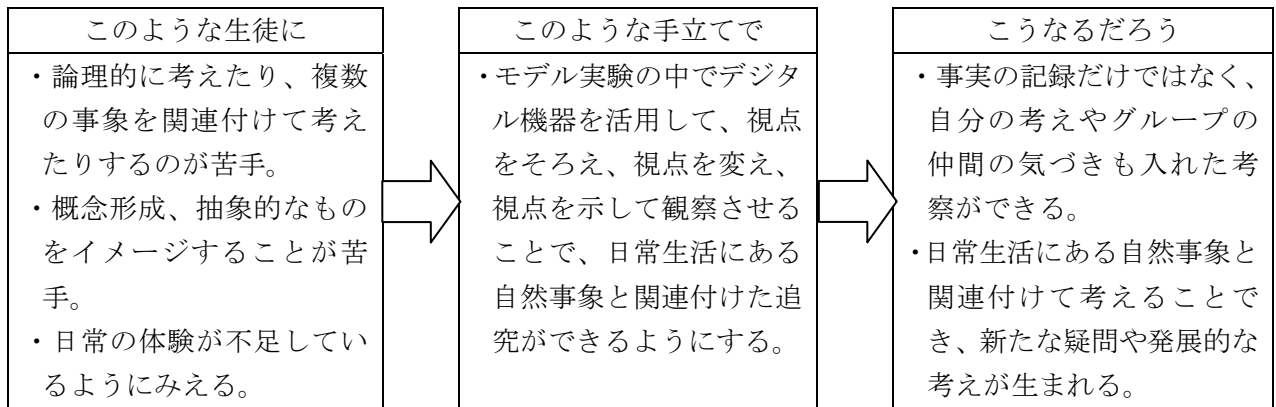 このような生徒に
・論理的に考えたり、複数
の事象を関連付けて考え
たりするのが苦手。
・概念形成、抽象的なもの
をイメージすることが苦
手。
・日常の体験が不足してい
るようにみえる。
このような手立てで
・モデル実験の中でデジタ
ル機器を活用して、視点
をそろえ、視点を変え、
視点を示して観察させる
ことで、日常生活にある
自然事象と関連付けた追
究ができるようにする。
こうなるだろう
・事実の記録だけではなく、
自分の考えやグループの
仲間の気づきも入れた考
察ができる。
・日常生活にある自然事象と
関連付けて考えることで
き、新たな疑問や発展的な
考えが生まれる。